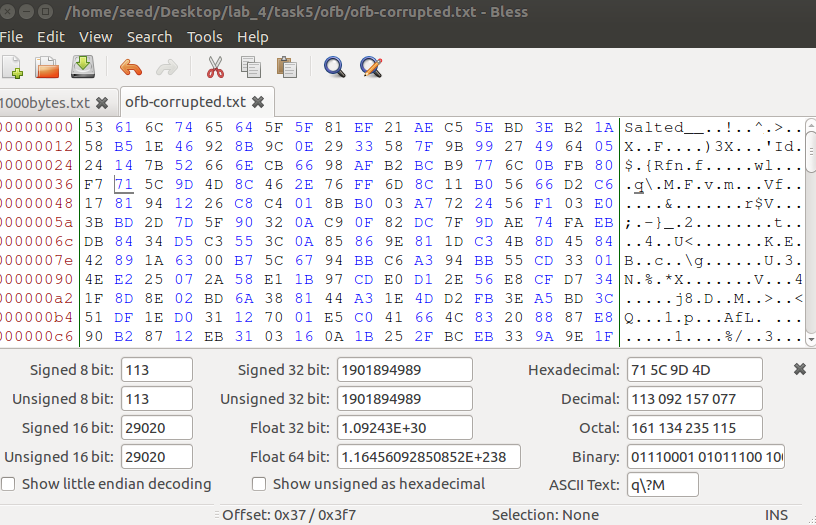 /home/seed/Desktop/lab_4/task5/ofb/ofb-corrupted.txt - Bless
File Edit View Search Tools Help
1000bytes.txt ofb-corrupted.txt
00000000 53 61 6C 74 65 64 5F 5F 81 EF 21 AE C5 5E BD 3E B2 1A Salted__..!..^.>..
00000012 58 B5 1E 46 92 8B 9C 0E 29 33 58 7F 9B 99 27 49 64 05 X..F....)3X...'Id.
00000024 24 14 7B 52 66 6E CB 66 98 AF B2 BC B9 77 6C 0B FB 80 $.{Rfn.f.....wl...
00000036 F7 71 5C 9D 4D 8C 46 2E 76 FF 6D 8C 11 B0 56 66 D2 C6 .q\.M.F.v.m...Vf..
00000048 17 81 94 12 26 C8 C4 01 8B B0 03 A7 72 24 56 F1 03 E0 ....&.......r$V...
0000005a 3B BD 2D 7D 5F 90 32 0A C9 0F 82 DC 7F 9D AE 74 FA EB ;.-}_.2........t..
0000006c DB 84 34 D5 C3 55 3C 0A 85 86 9E 81 1D C3 4B 8D 45 84 ..4..U<.......K.E.
0000007e 42 89 1A 63 00 B7 5C 67 94 BB C6 A3 94 BB 55 CD 33 01 B..c..\g......U.3.
00000090 4E E2 25 07 2A 58 E1 1B 97 CD E0 D1 2E 56 E8 CF D7 34 N.%.*X.......V...4
000000a2 1F 8D 8E 02 BD 6A 38 81 44 A3 1E 4D D2 FB 3E A5 BD 3C .....j8.D..M..>..<
000000b4 51 DF 1E D0 31 12 70 01 E5 C0 41 66 4C 83 20 88 87 E8 Q...1.p...AfL. ...
000000c6 90 B2 87 12 EB 31 03 16 0A 1B 25 2F BC EB 33 9A 9E 1F .....1....%/..3...
Signed 8 bit: 113 Signed 32 bit: 1901894989 Hexadecimal: 71 5C 9D 4D
Unsigned 8 bit: 113 Unsigned 32 bit: 1901894989 Decimal: 113 092 157 077
Signed 16 bit: 29020 Float 32 bit: 1.09243E+30 Octal: 161 134 235 115
Unsigned 16 bit: 29020 Float 64 bit: 1.16456092850852E+238 Binary: 01110001 01011100 100
Show little endian decoding Show unsigned as hexadecimal ASCII Text: q\?M
Offset: 0x37 / 0x3f7 Selection: None INS